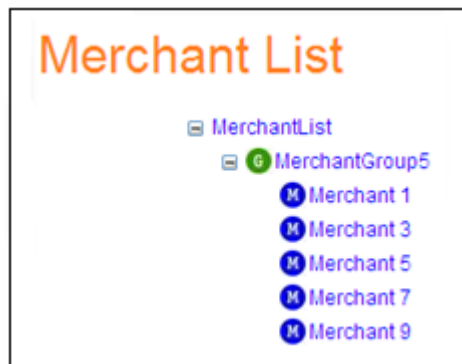 Merchant List
MerchantList
G MerchantGroup5
M Merchant 1
M Merchant 3
M Merchant 5
M Merchant 7
M Merchant 9